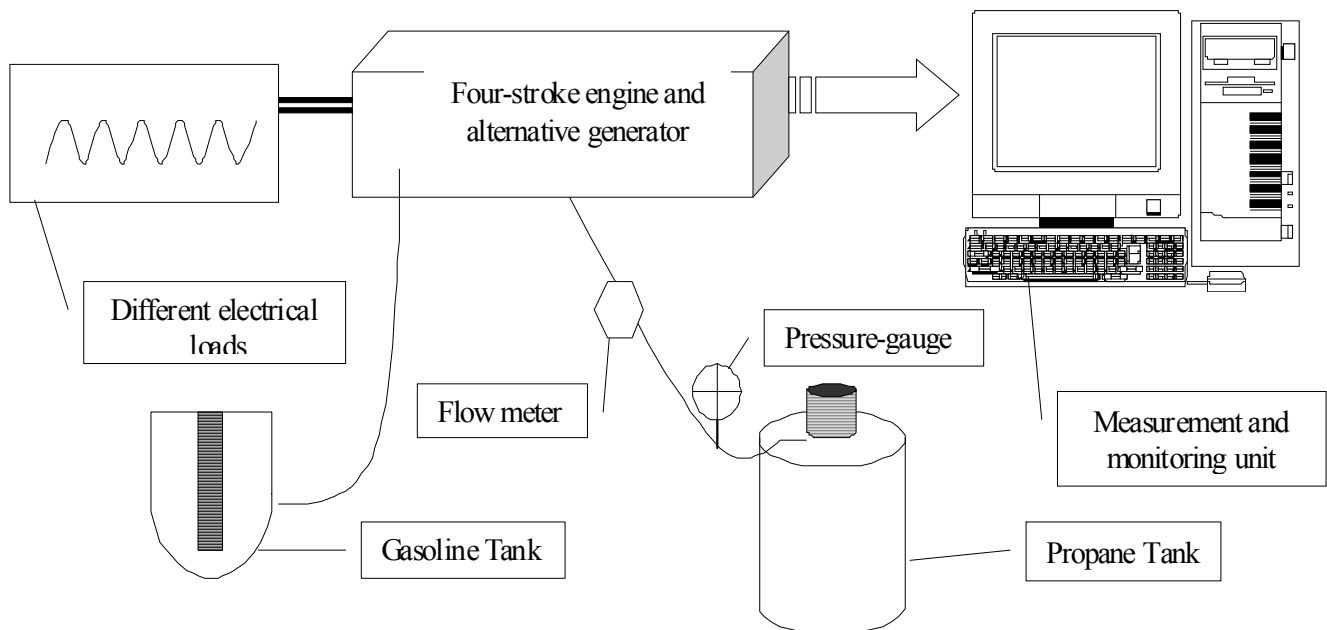 Four-stroke engine and
alternative generator
Different electrical
loads
Pressure-gauge
Flow meter
Measurement and
monitoring unit
Gasoline Tank
Propane Tank